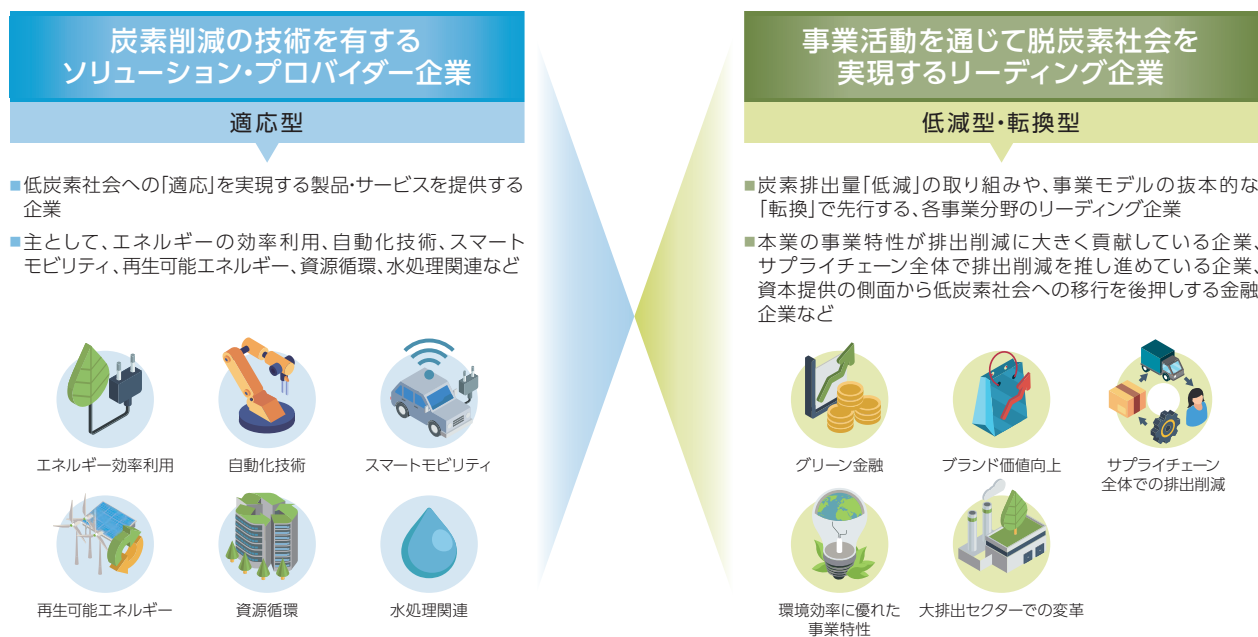 炭素削減の技術を有する
ソリューション・プロバイダー企業
適応型
■低炭素社会への「適応」を実現する製品・サービスを提供する
企業
■主として、エネルギーの効率利用、自動化技術、スマート
モビリティ、再生可能エネルギー、資源循環、水処理関連など
エネルギー効率利用
自動化技術
スマートモビリティ
再生可能エネルギー
資源循環
水処理関連
事業活動を通じて脱炭素社会を
実現するリーディング企業
低減型・転換型
■炭素排出量「低減」の取り組みや、事業モデルの抜本的な
「転換」で先行する、各事業分野のリーディング企業
■本業の事業特性が排出削減に大きく貢献している企業、
サプライチェーン全体で排出削減を推し進めている企業、
資本提供の側面から低炭素社会への移行を後押しする金融
企業など
グリーン金融
ブランド価値向上
サプライチェーン
全体での排出削減
環境効率に優れた
事業特性
大排出セクターでの変革